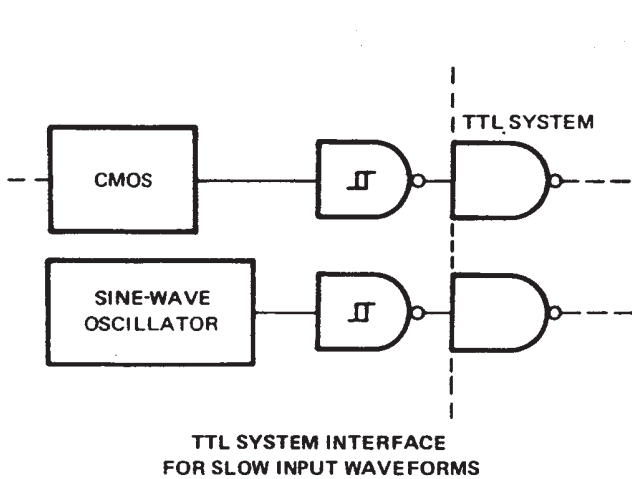 TTL SYSTEM
CMOS
SINE-WAVE
OSCILLATOR
TTL SYSTEM INTERFACE
FOR SLOW INPUT WAVEFORMS